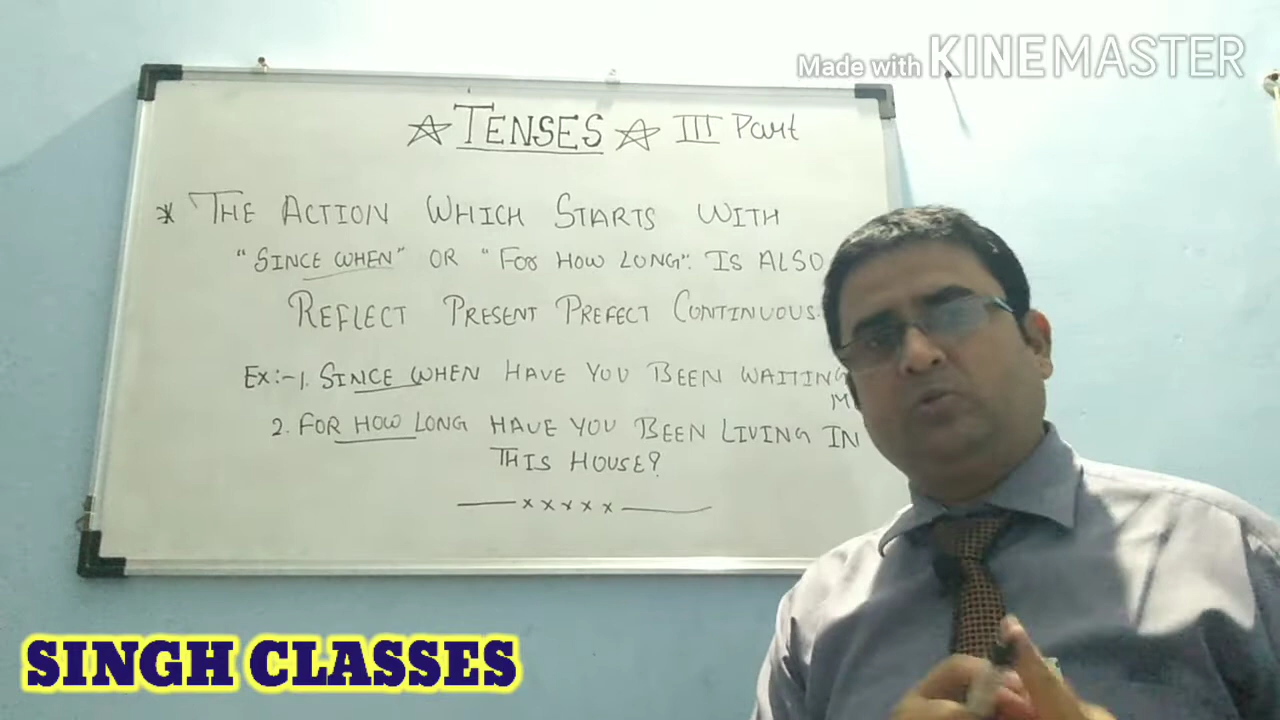 Made with KINEMASTER
☆ TENSES ☆ III Part
* THE ACTION WHICH STARTS WITH
"SINCE WHEN" OR "FOR HOW LONG". IS ALSO
REFLECT PRESENT PREFECT CONTINUOUS.
Ex:-1. SINCE WHEN HAVE YOU BEEN WAITING
2. FOR HOW LONG HAVE YOU BEEN LIVING IN
THIS HOUSE?
xxxxx
SINGH CLASSES